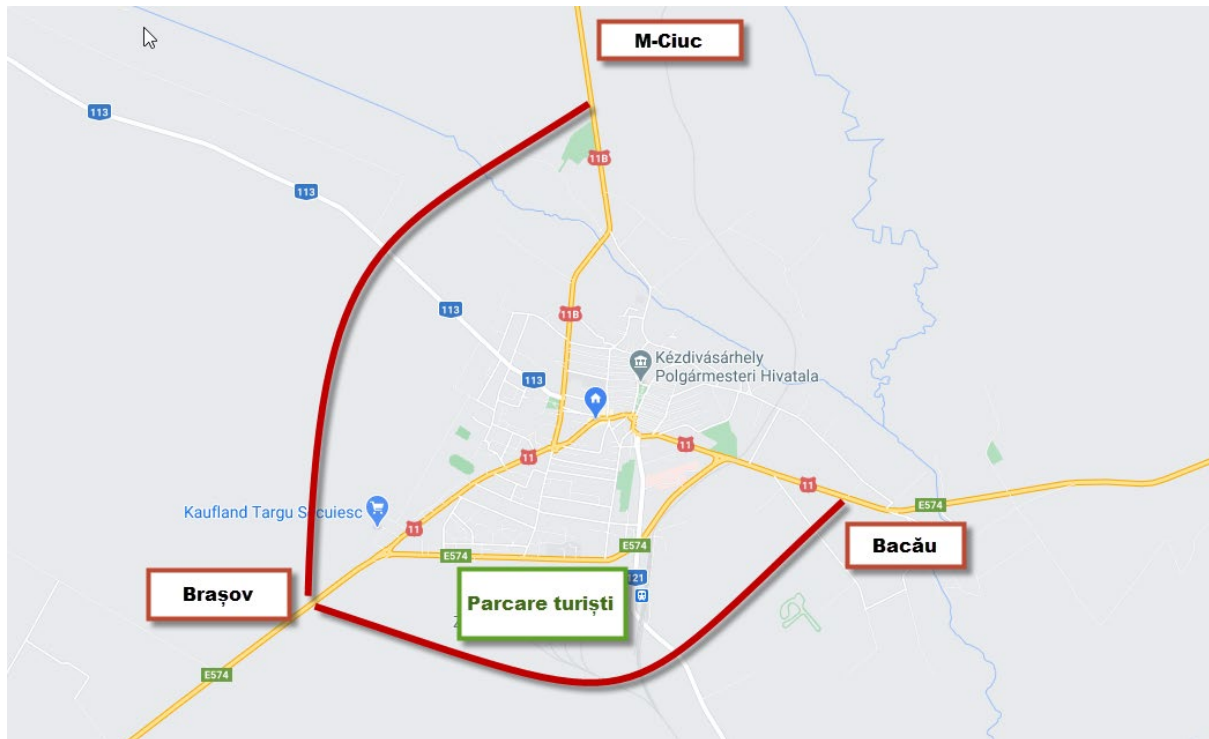 M-Ciuc
113
11B
113
11B
113
Kézdivásárhely
Polgármesteri Hivatala
113
11
11
11
Kaufland Targu Secuiesc
E574
11
E574
E574
Bacău
121
Brașov
Parcare turiști
E574